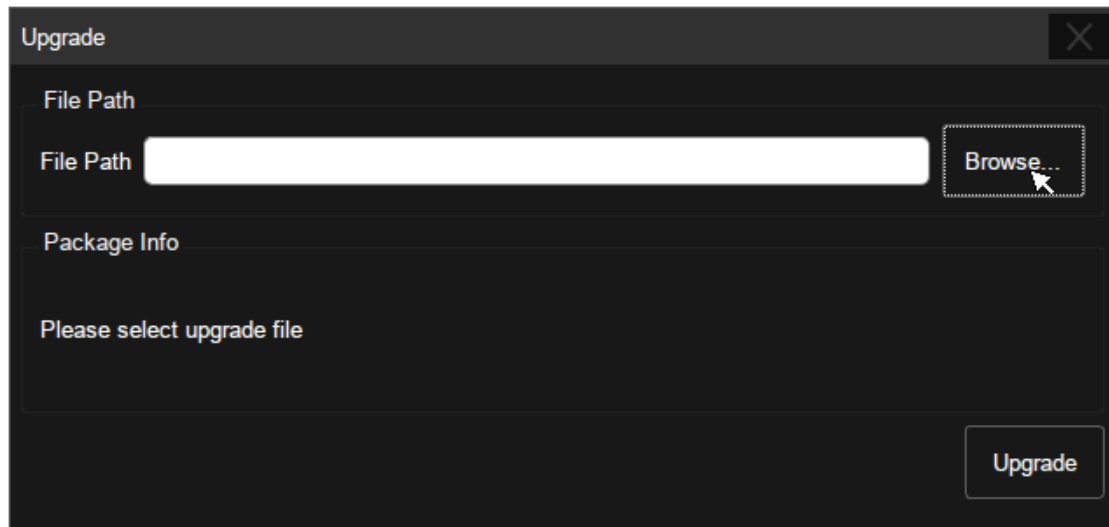 Upgrade
File Path
File Path
Browse...
Package Info
Please select upgrade file
Upgrade